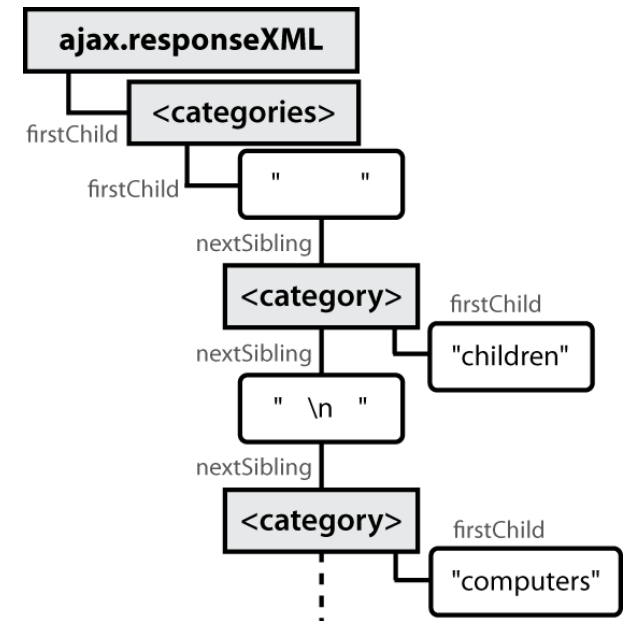 ajax.responseXML
<categories>
firstChild
firstChild
" "
nextSibling
<category>
firstChild
nextSibling
"children"
" \n "
nextSibling
<category>
firstChild
"computers"